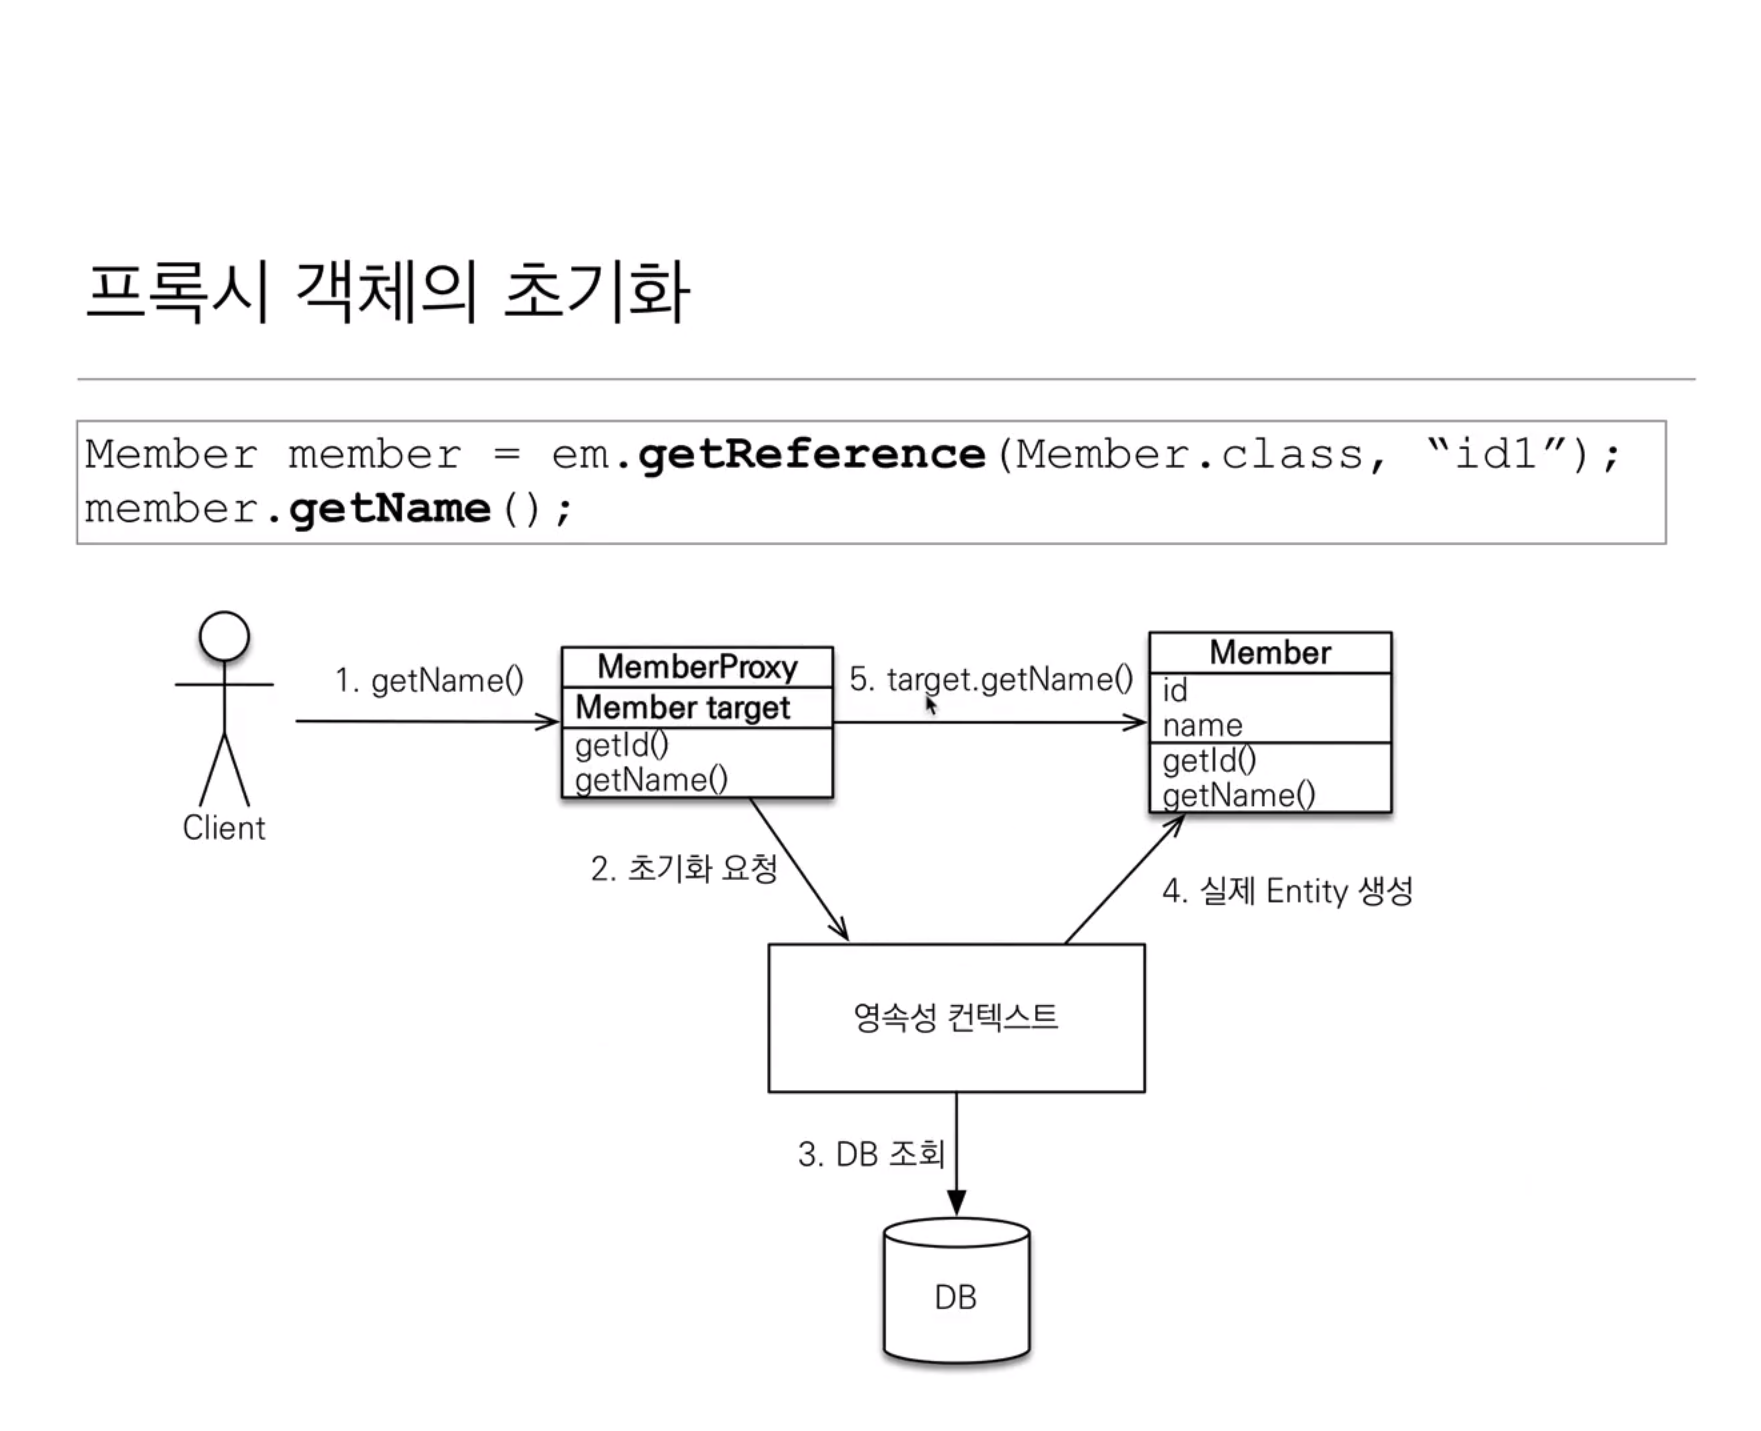 프록시 객체의 초기화
Member member = em.getReference(Member.class, “id1”);
member.getName();
1. getName()
MemberProxy
Member target
getId()
getName()
5. target.getName()
Member
id
name
getId()
getName()
Client
2. 초기화 요청
4. 실제 Entity 생성
영속성 컨텍스트
3. DB 조회
DB